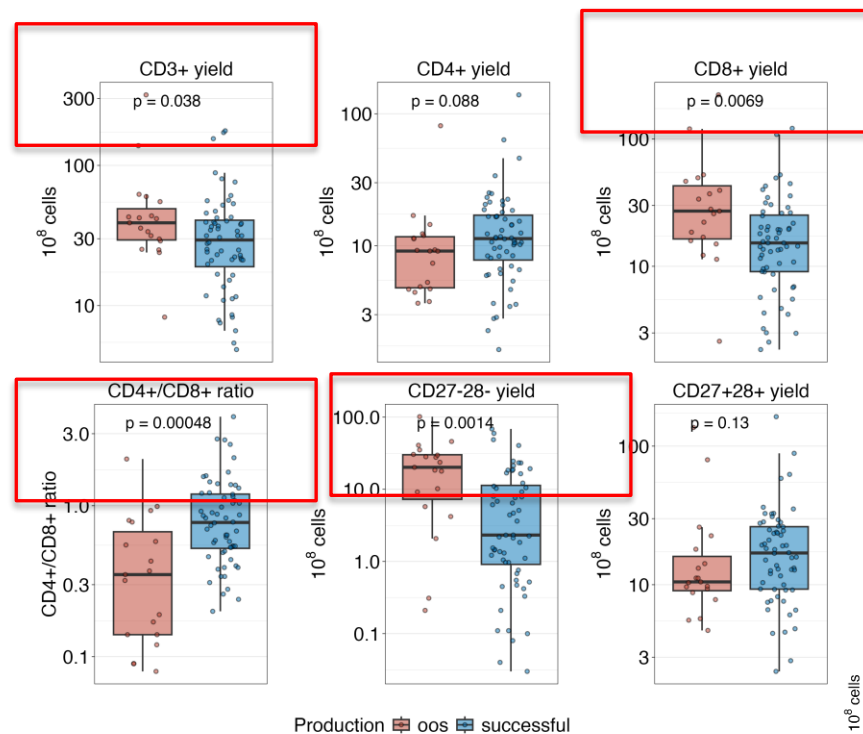 CD3+ yield
p = 0.038
300
100
30
10
10⁸ cells
CD4+ yield
p = 0.088
100
30
10
3
10⁸ cells
CD8+ yield
p = 0.0069
100
30
10
3
10⁸ cells
CD4+/CD8+ ratio
p = 0.00048
3.0
1.0
0.3
0.1
CD4+/CD8+ ratio
CD27-28- yield
p = 0.0014
100.0
10.0
1.0
0.1
10⁸ cells
CD27+28+ yield
p = 0.13
100
30
10
3
10⁸ cells
Production oos successful